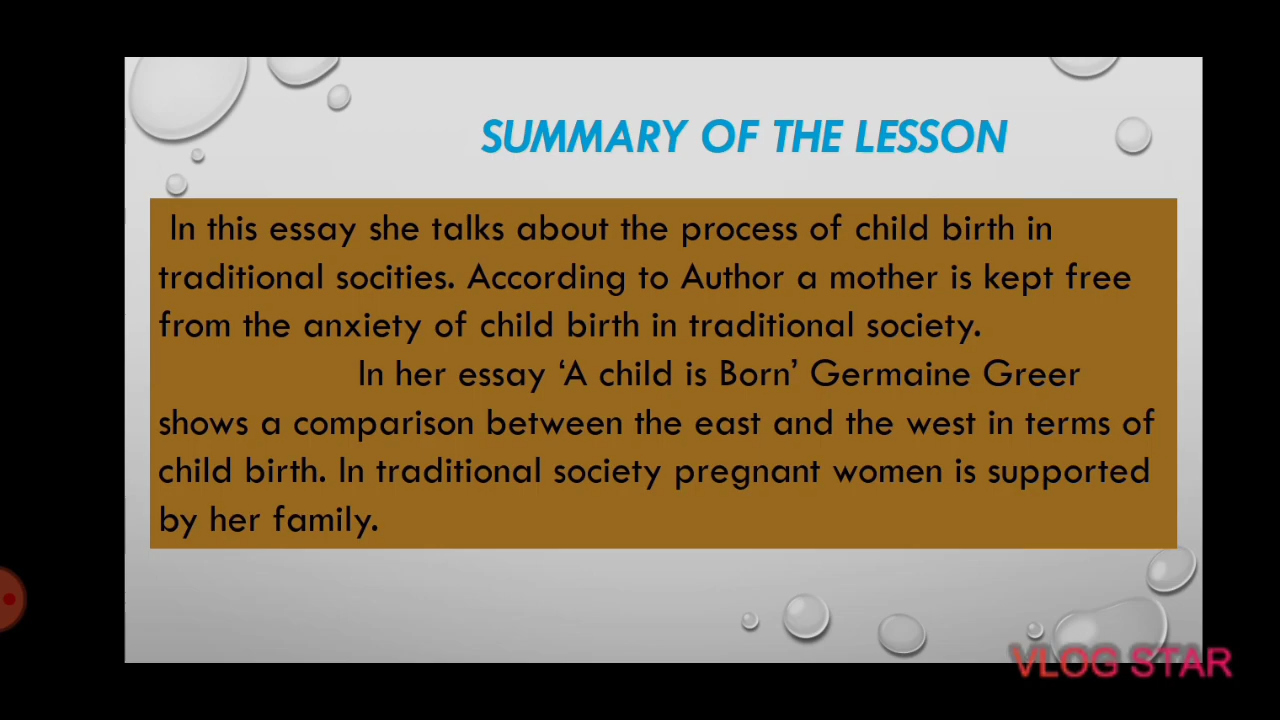 SUMMARY OF THE LESSON
In this essay she talks about the process of child birth in
traditional socities. According to Author a mother is kept free
from the anxiety of child birth in traditional society.
In her essay ‘A child is Born’ Germaine Greer
shows a comparison between the east and the west in terms of
child birth. In traditional society pregnant women is supported
by her family.
VLOG STAR